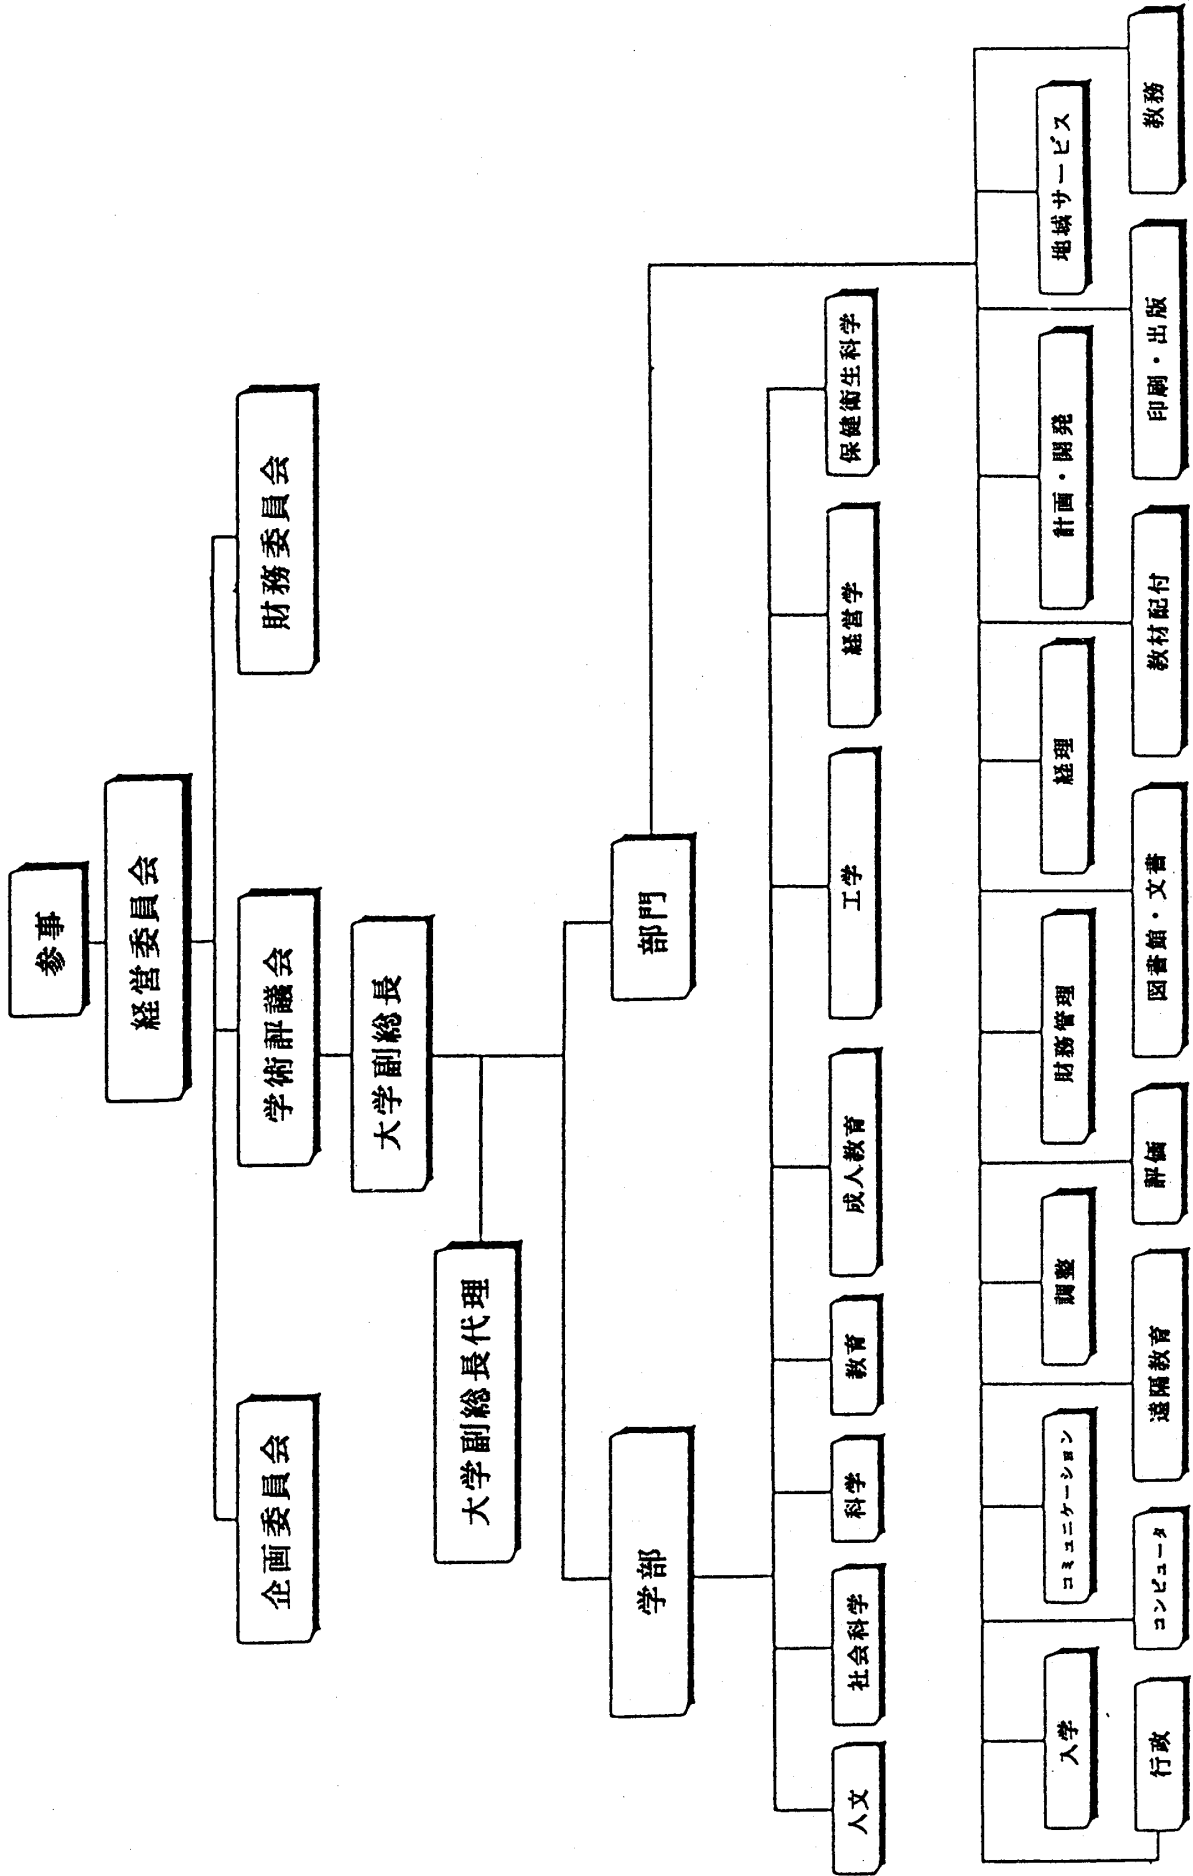 参事
経営委員会
企画委員会
学術評議会
財務委員会
大学副総長
大学副総長代理
学部
部門
人文
社会科学
科学
教育
成人教育
工学
経営学
保健衛生科学
入学
コミュニケーション
調整
財務管理
経理
計画・開発
地域サービス
行政
コンピュータ
遠隔教育
評価
図書館・文書
教材配付
印刷・出版
教務